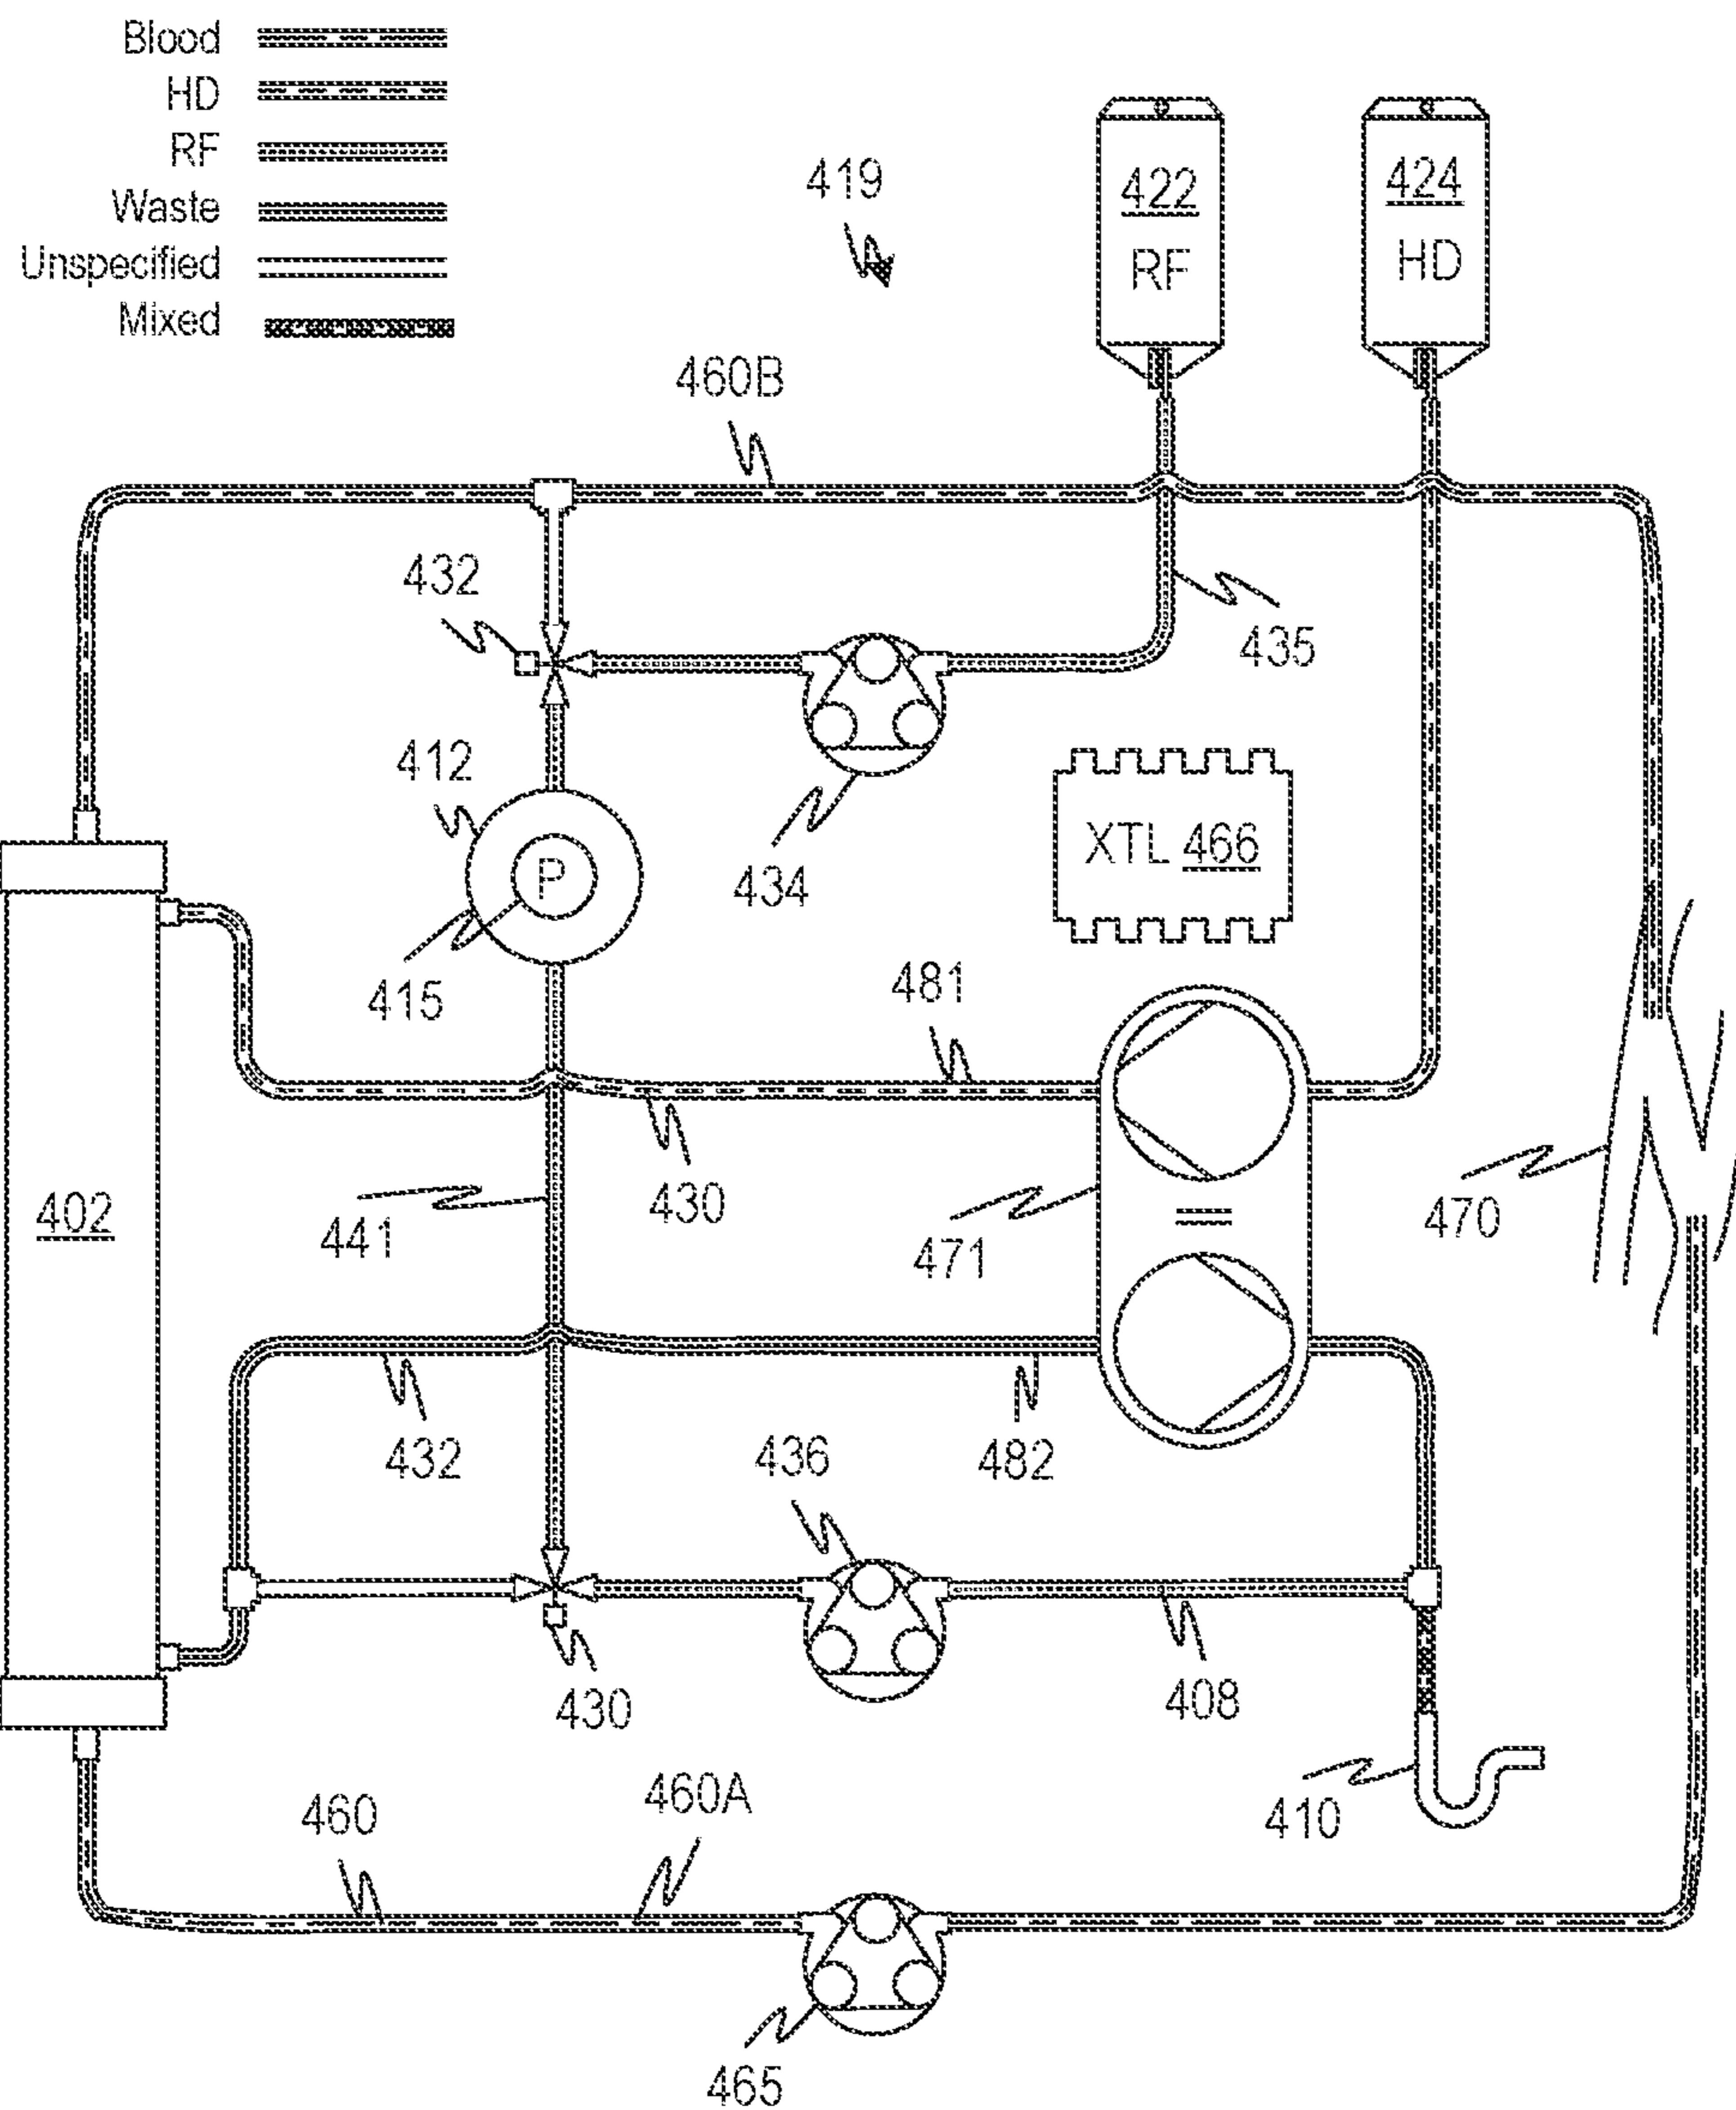 Blood
HD
RF
Waste
Unspecified
Mixed
419
422
RF
424
HD
460B
432
435
412
434
XTL 466
P
415
481
430
402
441
471
470
432
482
436
430
408
410
460
460A
465